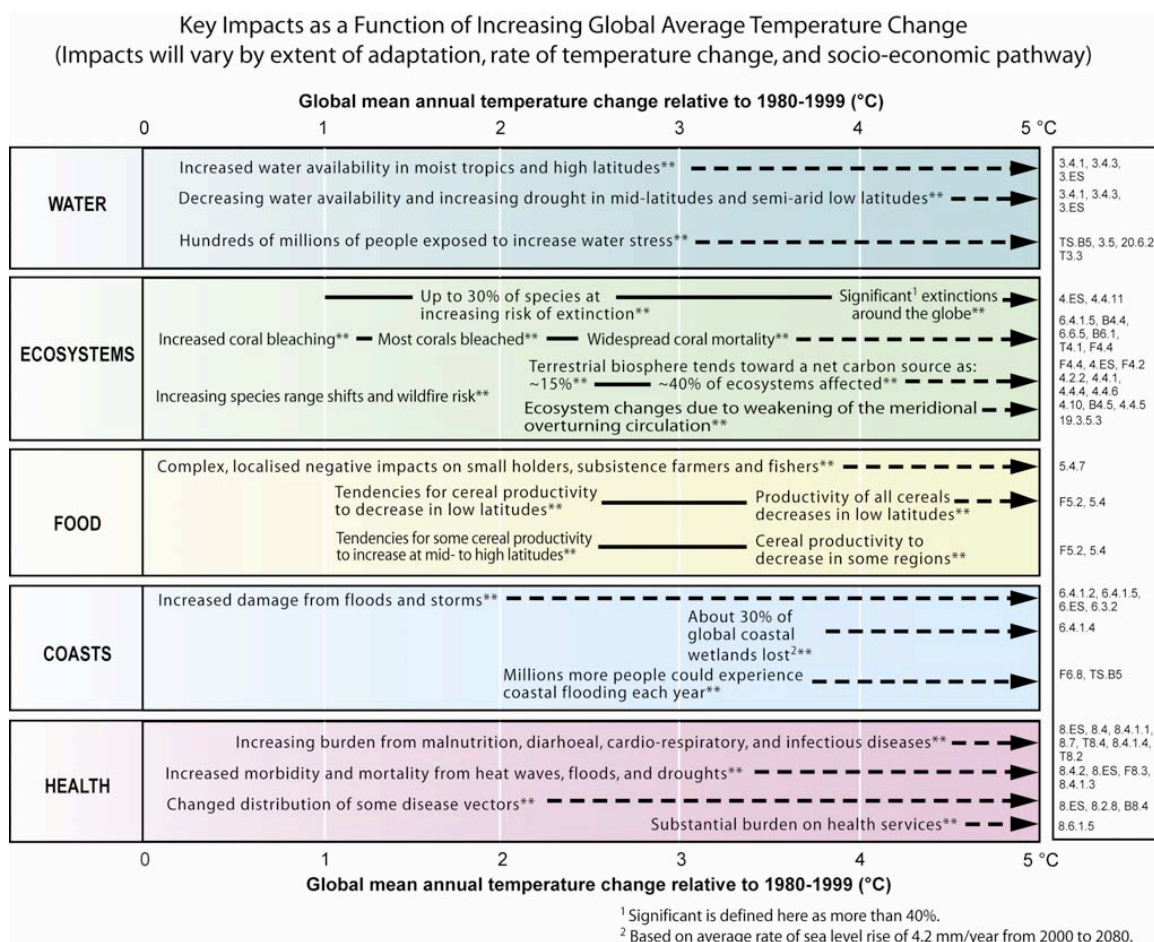 Key Impacts as a Function of Increasing Global Average Temperature Change
(Impacts will vary by extent of adaptation, rate of temperature change, and socio-economic pathway)
Global mean annual temperature change relative to 1980-1999 (°C)
0 1 2 3 4 5 °C
WATER
Increased water availability in moist tropics and high latitudes**
3.4.1, 3.4.3,
3.ES
Decreasing water availability and increasing drought in mid-latitudes and semi-arid low latitudes**
3.4.1, 3.4.3,
3.ES
Hundreds of millions of people exposed to increase water stress**
TS.B5, 3.5, 20.6.2
T3.3
ECOSYSTEMS
Up to 30% of species at
increasing risk of extinction**
Significant¹ extinctions
around the globe**
4.ES, 4.4.11
Increased coral bleaching** Most corals bleached** Widespread coral mortality**
6.4.1.5, B4.4,
6.6.5, B6.1,
T4.1, F4.4
Terrestrial biosphere tends toward a net carbon source as:
~15%** ~40% of ecosystems affected**
F4.4, 4.ES, F4.2
4.2.2, 4.4.1,
4.4.4, 4.4.6
4.10, B4.5, 4.4.5
Increasing species range shifts and wildfire risk**
Ecosystem changes due to weakening of the meridional
overturning circulation**
19.3.5.3
FOOD
Complex, localised negative impacts on small holders, subsistence farmers and fishers**
5.4.7
Tendencies for cereal productivity
to decrease in low latitudes**
Productivity of all cereals
decreases in low latitudes**
F5.2, 5.4
Tendencies for some cereal productivity
to increase at mid- to high latitudes**
Cereal productivity to
decrease in some regions**
F5.2, 5.4
COASTS
Increased damage from floods and storms**
6.4.1.2, 6.4.1.5,
6.ES, 6.3.2
About 30% of
global coastal
wetlands lost²**
6.4.1.4
Millions more people could experience
coastal flooding each year**
F6.8, TS.B5
HEALTH
Increasing burden from malnutrition, diarhoeal, cardio-respiratory, and infectious diseases**
8.ES, 8.4, 8.4.1.1,
8.7, T8.4, 8.4.1.4,
T8.2
Increased morbidity and mortality from heat waves, floods, and droughts**
8.4.2, 8.ES, F8.3,
8.4.1.3
Changed distribution of some disease vectors**
8.ES, 8.2.8, B8.4
Substantial burden on health services**
8.6.1.5
0 1 2 3 4 5 °C
Global mean annual temperature change relative to 1980-1999 (°C)
¹ Significant is defined here as more than 40%.
² Based on average rate of sea level rise of 4.2 mm/year from 2000 to 2080.